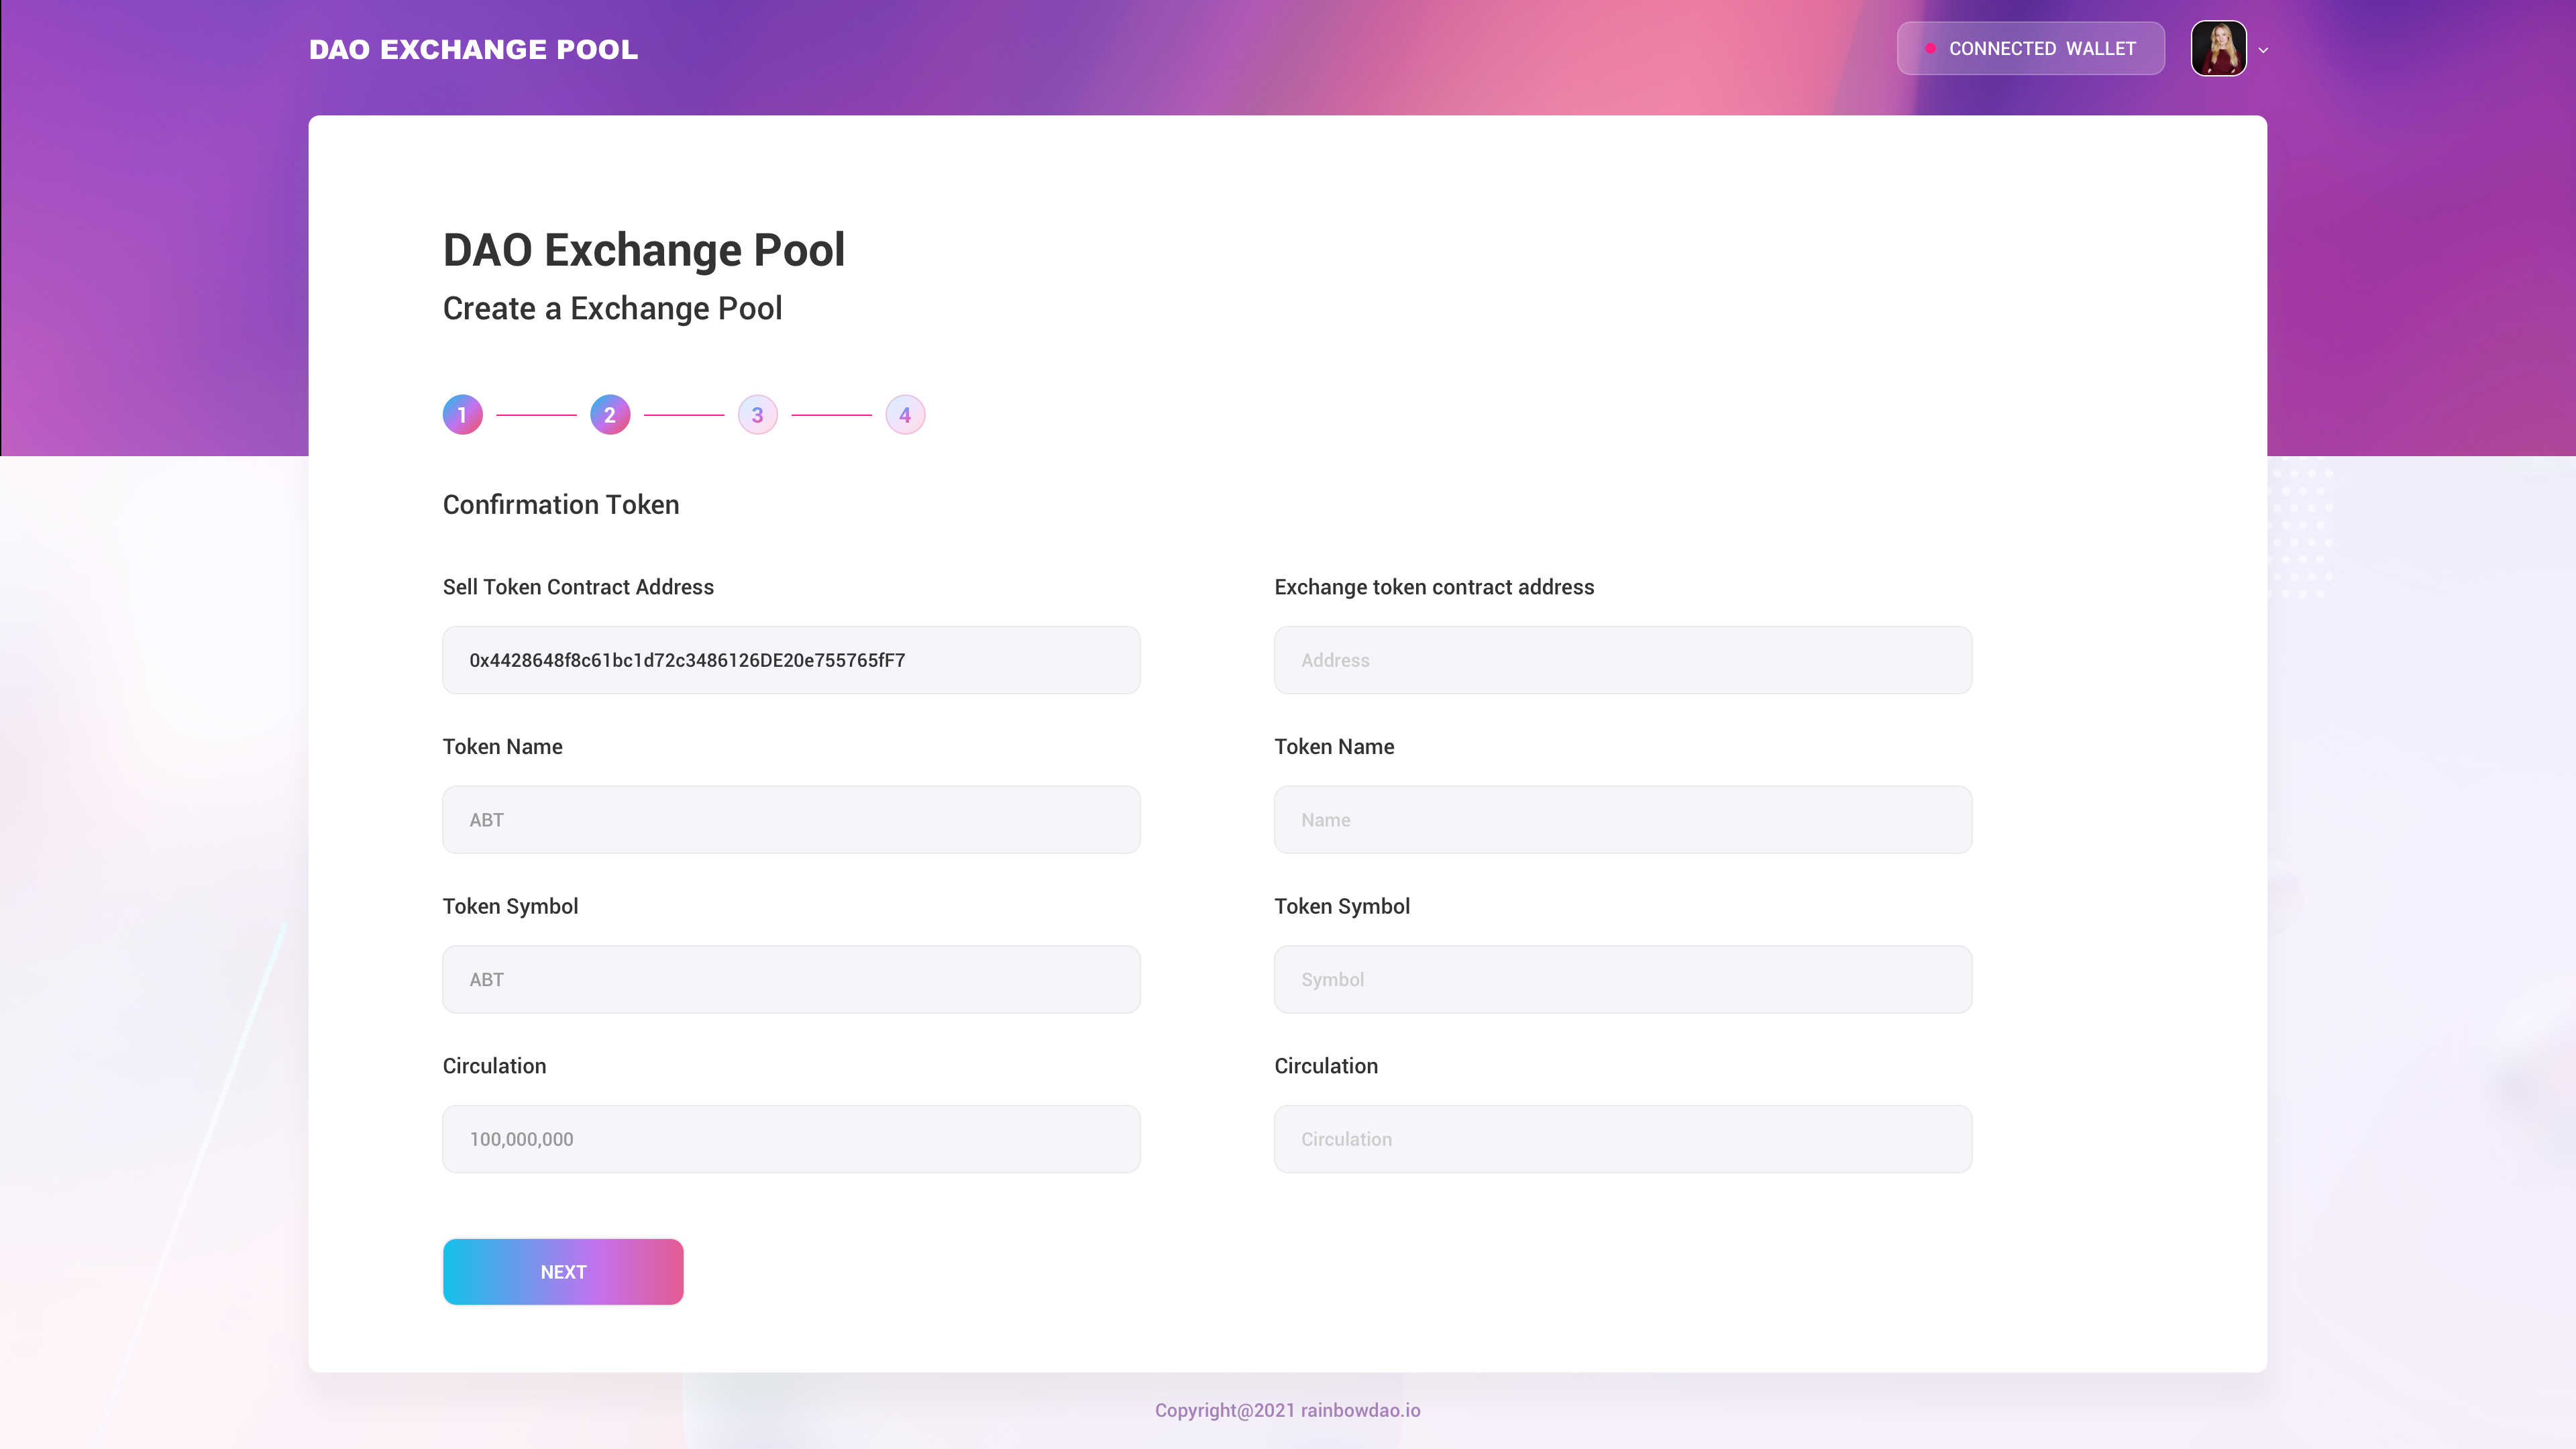 DAO EXCHANGE POOL
CONNECTED WALLET
DAO Exchange Pool
Create a Exchange Pool
1 2 3 4
Confirmation Token
Sell Token Contract Address
0x4428648f8c61bc1d72c3486126DE20e755765fF7
Token Name
ABT
Token Symbol
ABT
Circulation
100,000,000
Exchange token contract address
Address
Token Name
Name
Token Symbol
Symbol
Circulation
Circulation
NEXT
Copyright@2021 rainbowdao.io